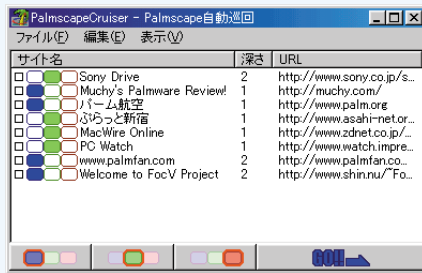 PalmscapeCruiser - Palmscape自動巡回
ファイル(F) 編集(E) 表示(V)
サイト名 深さ URL
Sony Drive 2 http://www.sony.co.jp/s...
Muchy's Palmware Review! 1 http://muchy.com/
パーム航空 1 http://www.palm.org
ぷらっと新宿 1 http://www.asahi-net.or...
MacWire Online 1 http://www.zdnet.co.jp/...
PC Watch 1 http://www.watch.impre...
www.palmfan.com 2 http://www.palmfan.co...
Welcome to FocV Project 2 http://www.shin.nu/~Fo...
GO!!